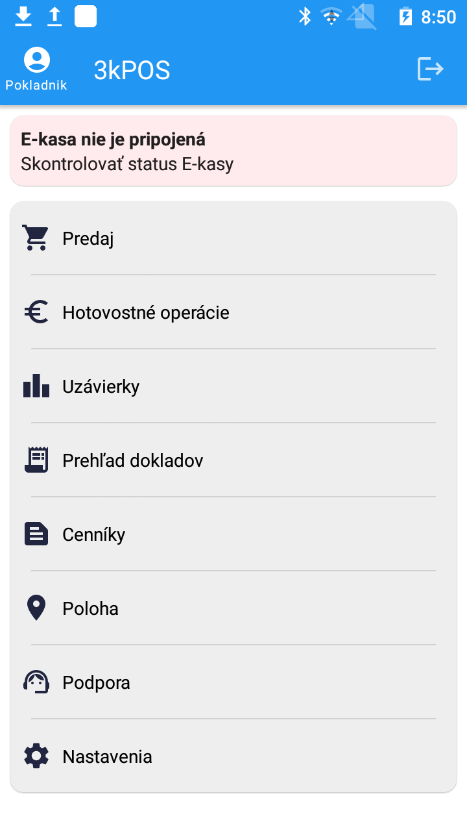 8:50
Pokladnik
3kPOS
E-kasa nie je pripojená
Skontrolovať status E-kasy
Predaj
Hotovostné operácie
Uzávierky
Prehľad dokladov
Cenníky
Poloha
Podpora
Nastavenia